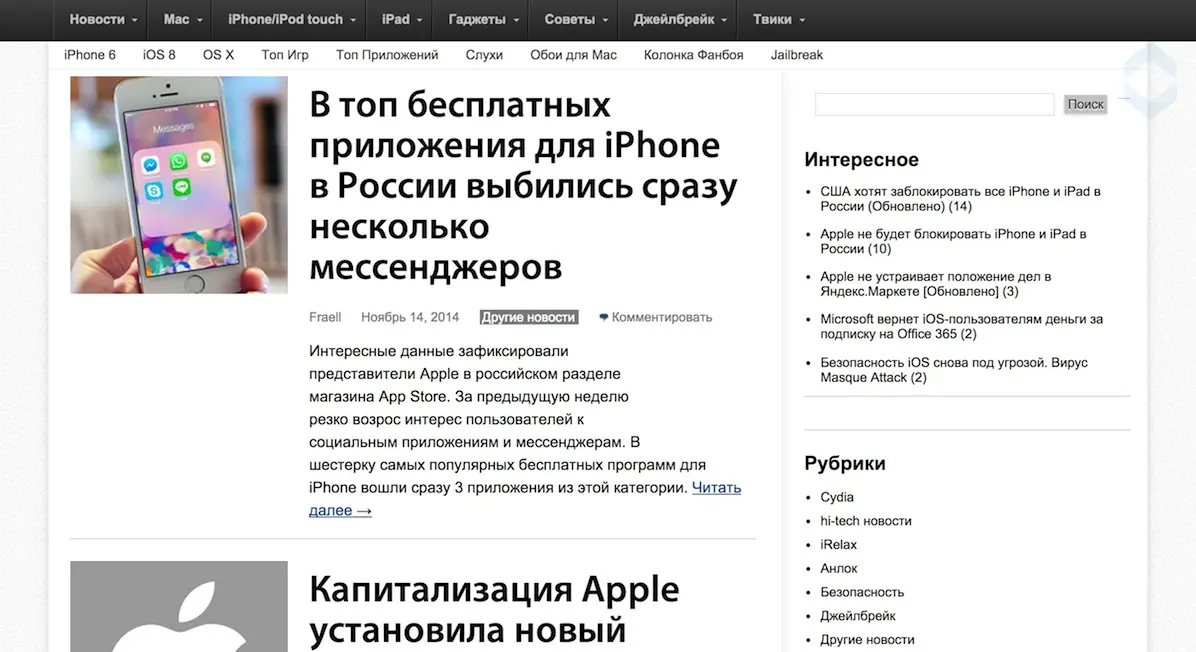 Новости Mac iPhone/iPod touch iPad Гаджеты Советы Джейлбрейк Твики
iPhone 6 iOS 8 OS X Топ Игр Топ Приложений Слухи Обои для Mac Колонка Фанбоя Jailbreak
Messages
В топ бесплатных
приложения для iPhone
в России выбились сразу
несколько
мессенджеров
Fraell Ноябрь 14, 2014 Другие новости Комментировать
Интересные данные зафиксировали
представители Apple в российском разделе
магазина App Store. За предыдущую неделю
резко возрос интерес пользователей к
социальным приложениям и мессенджерам. В
шестерку самых популярных бесплатных программ для
iPhone вошли сразу 3 приложения из этой категории. Читать
далее →
Капитализация Apple
установила новый
Поиск
Интересное
США хотят заблокировать все iPhone и iPad в
России (Обновлено) (14)
Apple не будет блокировать iPhone и iPad в
России (10)
Apple не устраивает положение дел в
Яндекс.Маркете [Обновлено] (3)
Microsoft вернет iOS-пользователям деньги за
подписку на Office 365 (2)
Безопасность iOS снова под угрозой. Вирус
Masque Attack (2)
Рубрики
Cydia
hi-tech новости
iRelax
Анлок
Безопасность
Джейлбрейк
Другие новости